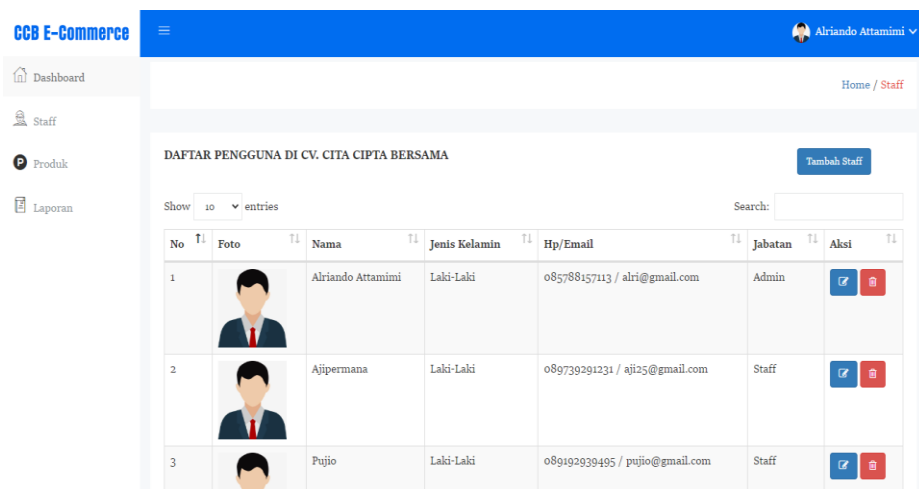 CCB E-Commerce
Alriando Attamimi
Dashboard
Home / Staff
Staff
DAFTAR PENGGUNA DI CV. CITA CIPTA BERSAMA
Tambah Staff
Produk
Laporan
Show 10 entries
Search:
No Foto Nama Jenis Kelamin Hp/Email Jabatan Aksi
1 Alriando Attamimi Laki-Laki 085788157113 / alri@gmail.com Admin
2 Ajipermana Laki-Laki 089739291231 / aji25@gmail.com Staff
3 Pujio Laki-Laki 089192939495 / pujio@gmail.com Staff